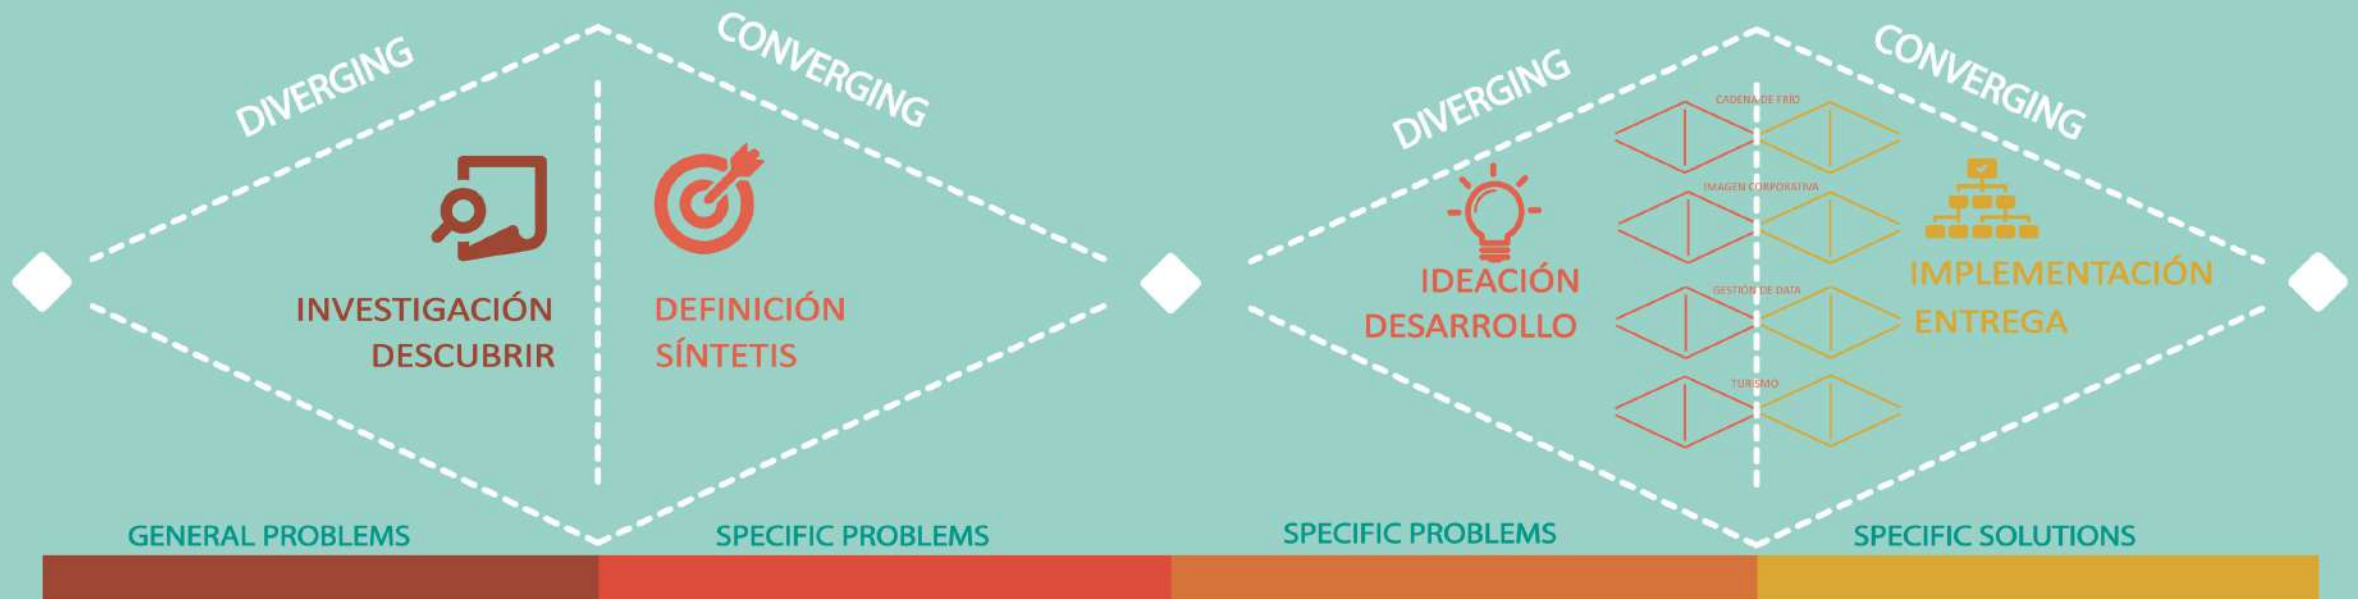 DIVERGING
CONVERGING
INVESTIGACIÓN
DESCUBRIR
DEFINICIÓN
SÍNTETIS
GENERAL PROBLEMS
SPECIFIC PROBLEMS
DIVERGING
CONVERGING
IDEACIÓN
DESARROLLO
CADENA DE FRÍO
IMAGEN CORPORATIVA
GESTIÓN DE DATA
TURISMO
IMPLEMENTACIÓN
ENTREGA
SPECIFIC PROBLEMS
SPECIFIC SOLUTIONS